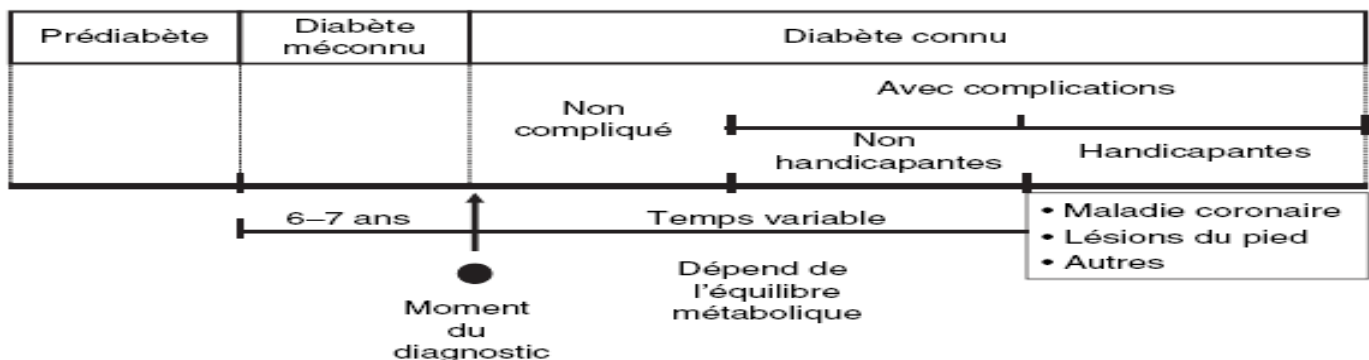 Prédiabète
Diabète
méconnu
Diabète connu
Non
compliqué
Avec complications
Non
handicapantes
Handicapantes
6–7 ans
Temps variable
• Maladie coronaire
• Lésions du pied
• Autres
Moment
du
diagnostic
Dépend de
l'équilibre
métabolique